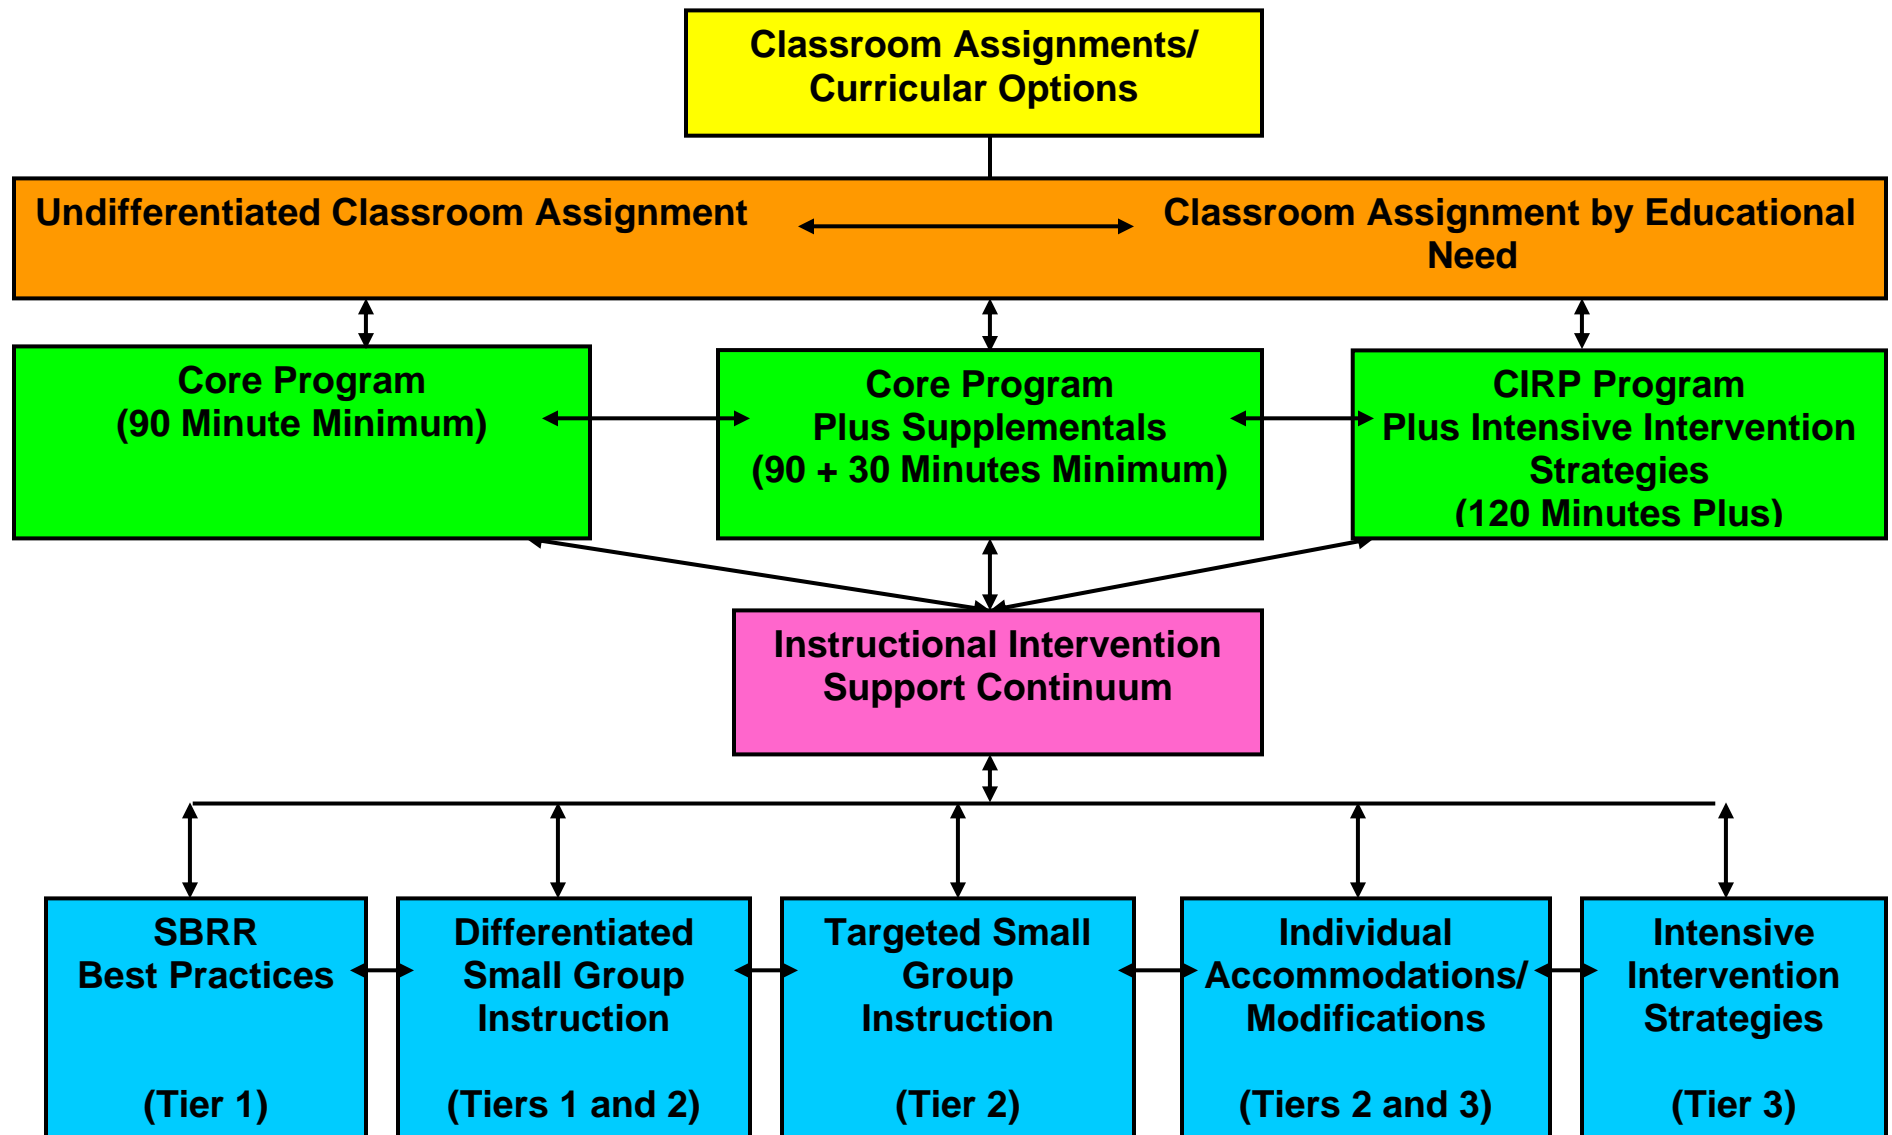 Classroom Assignments/
Curricular Options
Undifferentiated Classroom Assignment
Classroom Assignment by Educational
Need
Core Program
(90 Minute Minimum)
Core Program
Plus Supplementals
(90 + 30 Minutes Minimum)
CIRP Program
Plus Intensive Intervention
Strategies
(120 Minutes Plus)
Instructional Intervention
Support Continuum
SBRR
Best Practices
(Tier 1)
Differentiated
Small Group
Instruction
(Tiers 1 and 2)
Targeted Small
Group
Instruction
(Tier 2)
Individual
Accommodations/
Modifications
(Tiers 2 and 3)
Intensive
Intervention
Strategies
(Tier 3)